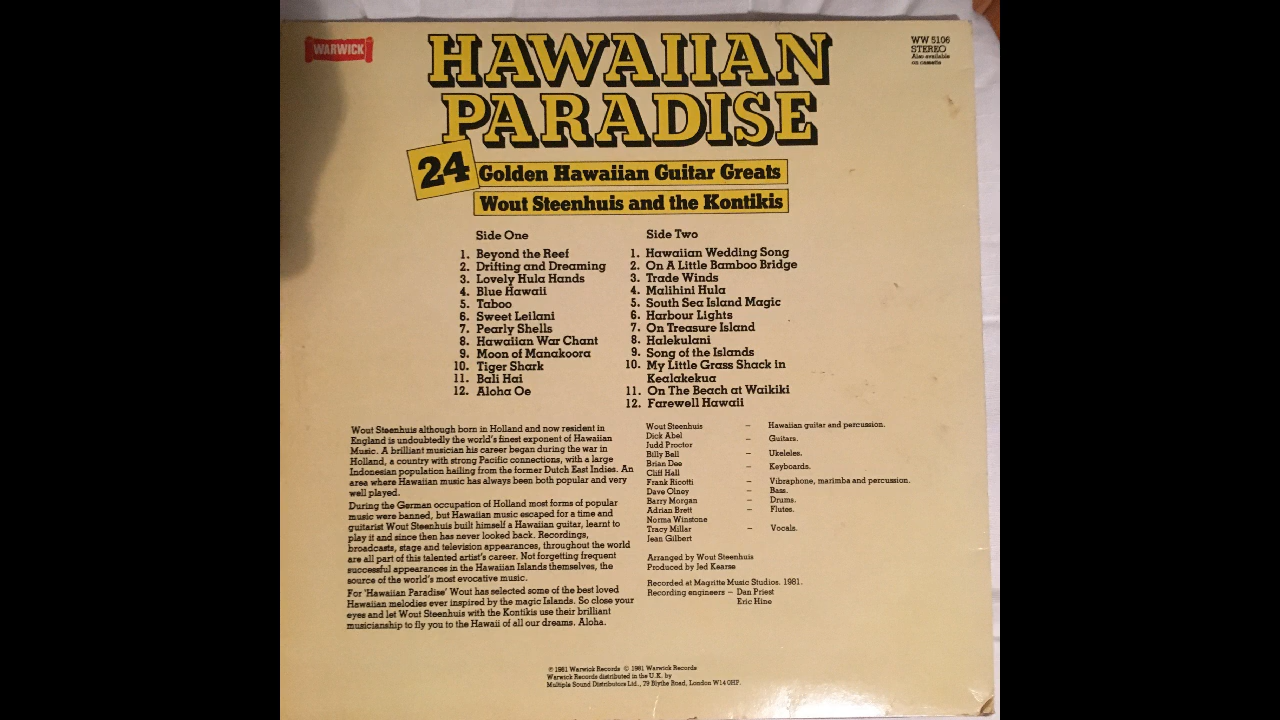 WARWICK
HAWAIIAN
PARADISE
WW 5106
STEREO
Also available
on cassette
24
Golden Hawaiian Guitar Greats
Wout Steenhuis and the Kontikis
Side One
1. Beyond the Reef
2. Drifting and Dreaming
3. Lovely Hula Hands
4. Blue Hawaii
5. Taboo
6. Sweet Leilani
7. Pearly Shells
8. Hawaiian War Chant
9. Moon of Manakoora
10. Tiger Shark
11. Bali Hai
12. Aloha Oe
Side Two
1. Hawaiian Wedding Song
2. On A Little Bamboo Bridge
3. Trade Winds
4. Malihini Hula
5. South Sea Island Magic
6. Harbour Lights
7. On Treasure Island
8. Halekulani
9. Song of the Islands
10. My Little Grass Shack in
Kealakekua
11. On The Beach at Waikiki
12. Farewell Hawaii
Wout Steenhuis although born in Holland and now resident in
England is undoubtedly the world's finest exponent of Hawaiian
Music. A brilliant musician his career began during the war in
Holland, a country with strong Pacific connections, with a large
Indonesian population hailing from the former Dutch East Indies. An
area where Hawaiian music has always been both popular and very
well played.
During the German occupation of Holland most forms of popular
music were banned, but Hawaiian music escaped for a time and
guitarist Wout Steenhuis built himself a Hawaiian guitar, learnt to
play it and since then has never looked back. Recordings,
broadcasts, stage and television appearances, throughout the world
are all part of this talented artist's career. Not forgetting frequent
successful appearances in the Hawaiian Islands themselves, the
source of the world's most evocative music.
For 'Hawaiian Paradise' Wout has selected some of the best loved
Hawaiian melodies ever inspired by the magic Islands. So close your
eyes and let Wout Steenhuis with the Kontikis use their brilliant
musicianship to fly you to the Hawaii of all our dreams. Aloha.
Wout Steenhuis – Hawaiian guitar and percussion.
Dick Abel
Judd Proctor – Guitars.
Billy Bell – Ukeleles.
Brian Dee
Cliff Hall – Keyboards.
Frank Ricotti – Vibraphone, marimba and percussion.
Dave Olney – Bass.
Barry Morgan – Drums.
Adrian Brett – Flutes.
Norma Winstone
Tracy Millar – Vocals.
Jean Gilbert
Arranged by Wout Steenhuis
Produced by Jed Kearse
Recorded at Magritte Music Studios. 1981.
Recording engineers – Dan Priest
Eric Hine
℗ 1981 Warwick Records © 1981 Warwick Records
Warwick Records distributed in the U.K. by
Multiple Sound Distributors Ltd., 79 Blythe Road, London W14 0HP.